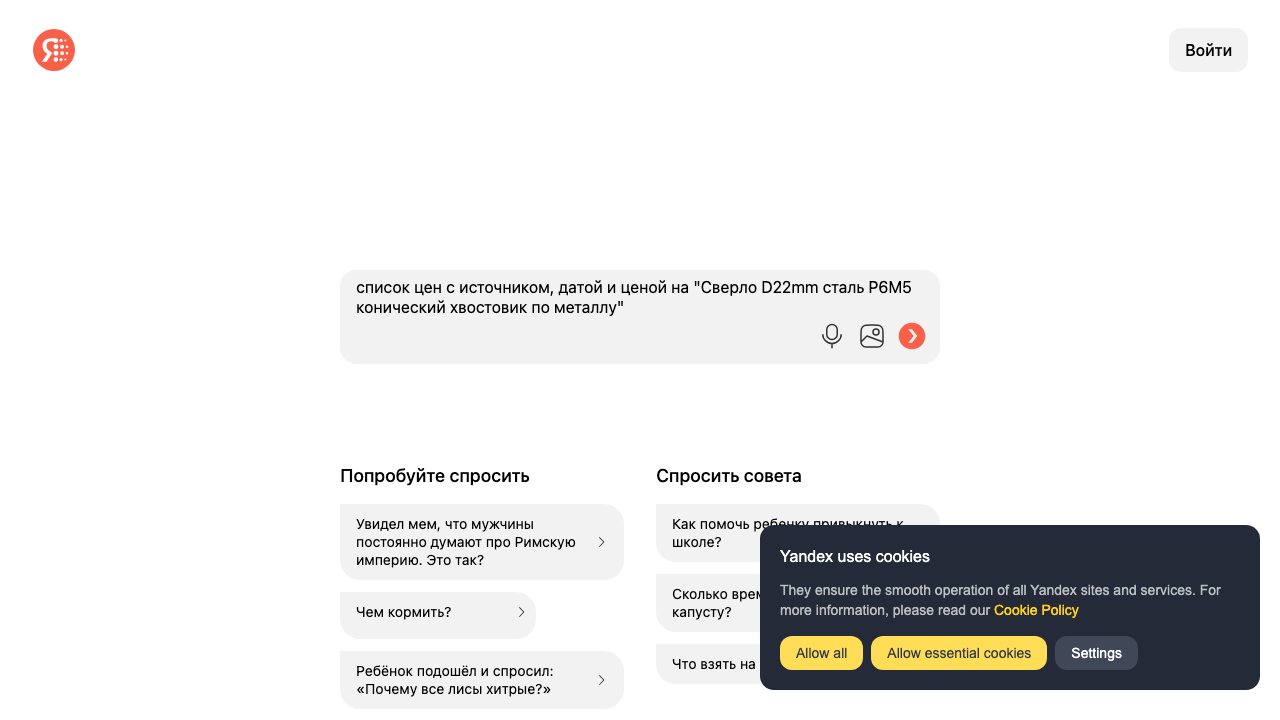 Войти
список цен с источником, датой и ценой на "Сверло D22mm сталь Р6М5
конический хвостовик по металлу"
Попробуйте спросить
Увидел мем, что мужчины
постоянно думают про Римскую
империю. Это так?
Чем кормить?
Ребёнок подошёл и спросил:
«Почему все лисы хитрые?»
Спросить совета
Как помочь ребенку привыкнуть к
школе?
Сколько
капусту?
Что взять на
Yandex uses cookies
They ensure the smooth operation of all Yandex sites and services. For
more information, please read our Cookie Policy
Allow all
Allow essential cookies
Settings